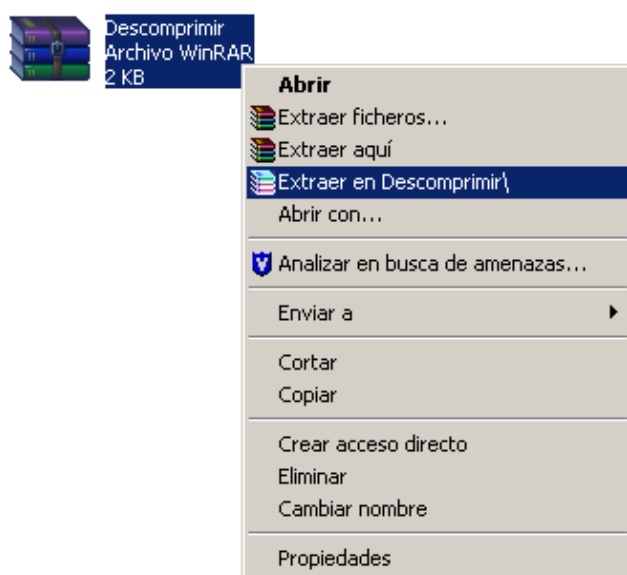 Descomprimir
Archivo WinRAR
2 KB
Abrir
Extraer ficheros...
Extraer aquí
Extraer en Descomprimir\
Abrir con...
Analizar en busca de amenazas...
Enviar a
Cortar
Copiar
Crear acceso directo
Eliminar
Cambiar nombre
Propiedades